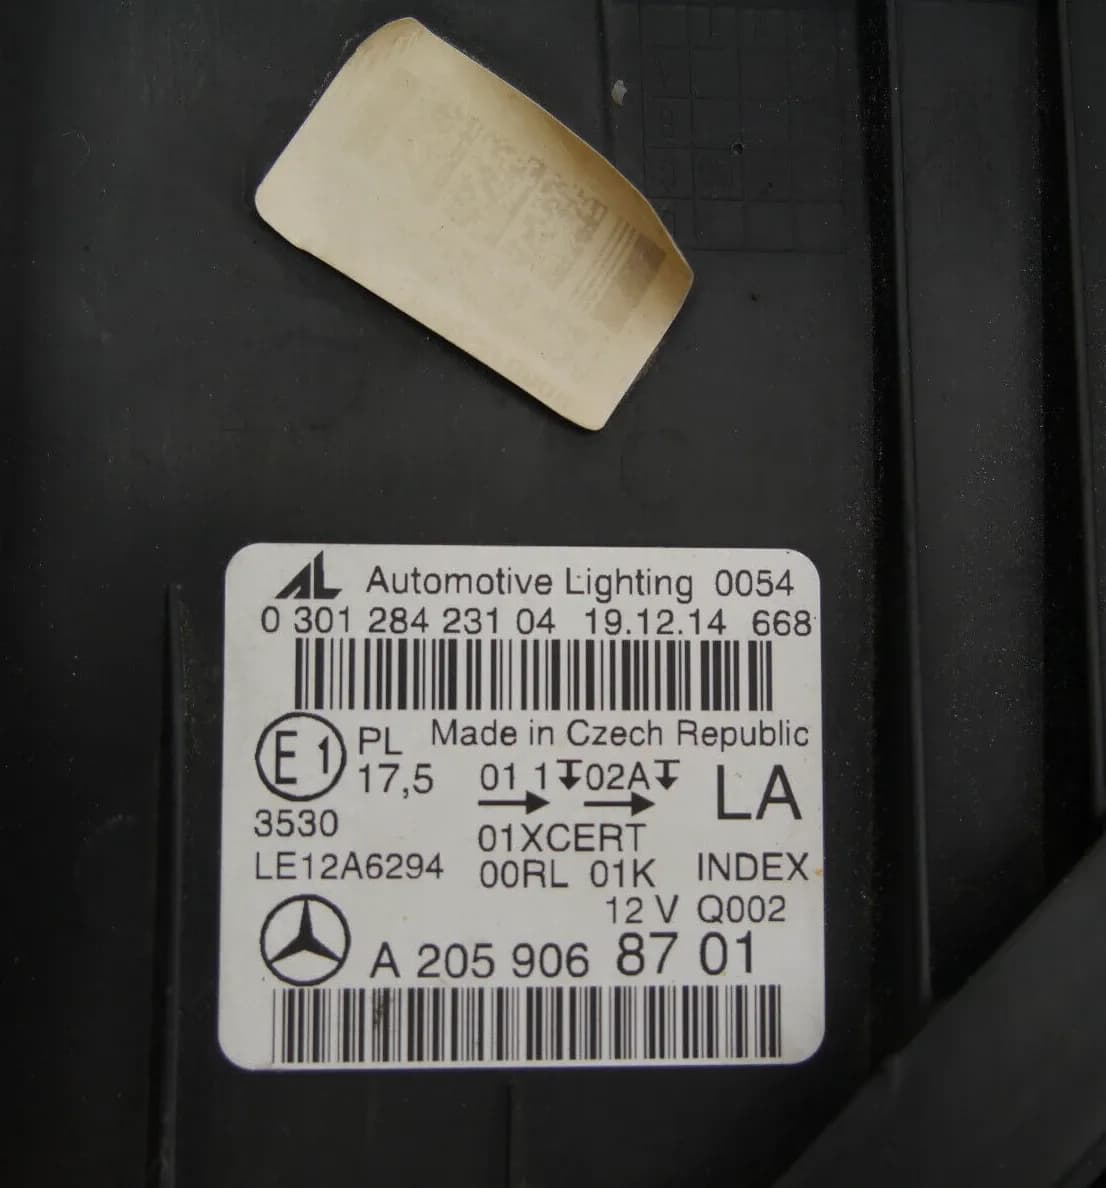 AL Automotive Lighting 0054
0 301 284 231 04 19.12.14 668
E1 PL Made in Czech Republic
17,5 01 1 02A LA
3530 01XCERT
LE12A6294 00RL 01K INDEX
12 V Q002
A 205 906 87 01